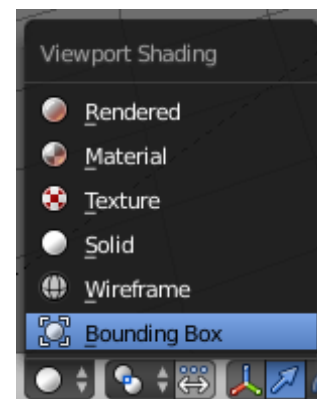 Viewport Shading
Rendered
Material
Texture
Solid
Wireframe
Bounding Box